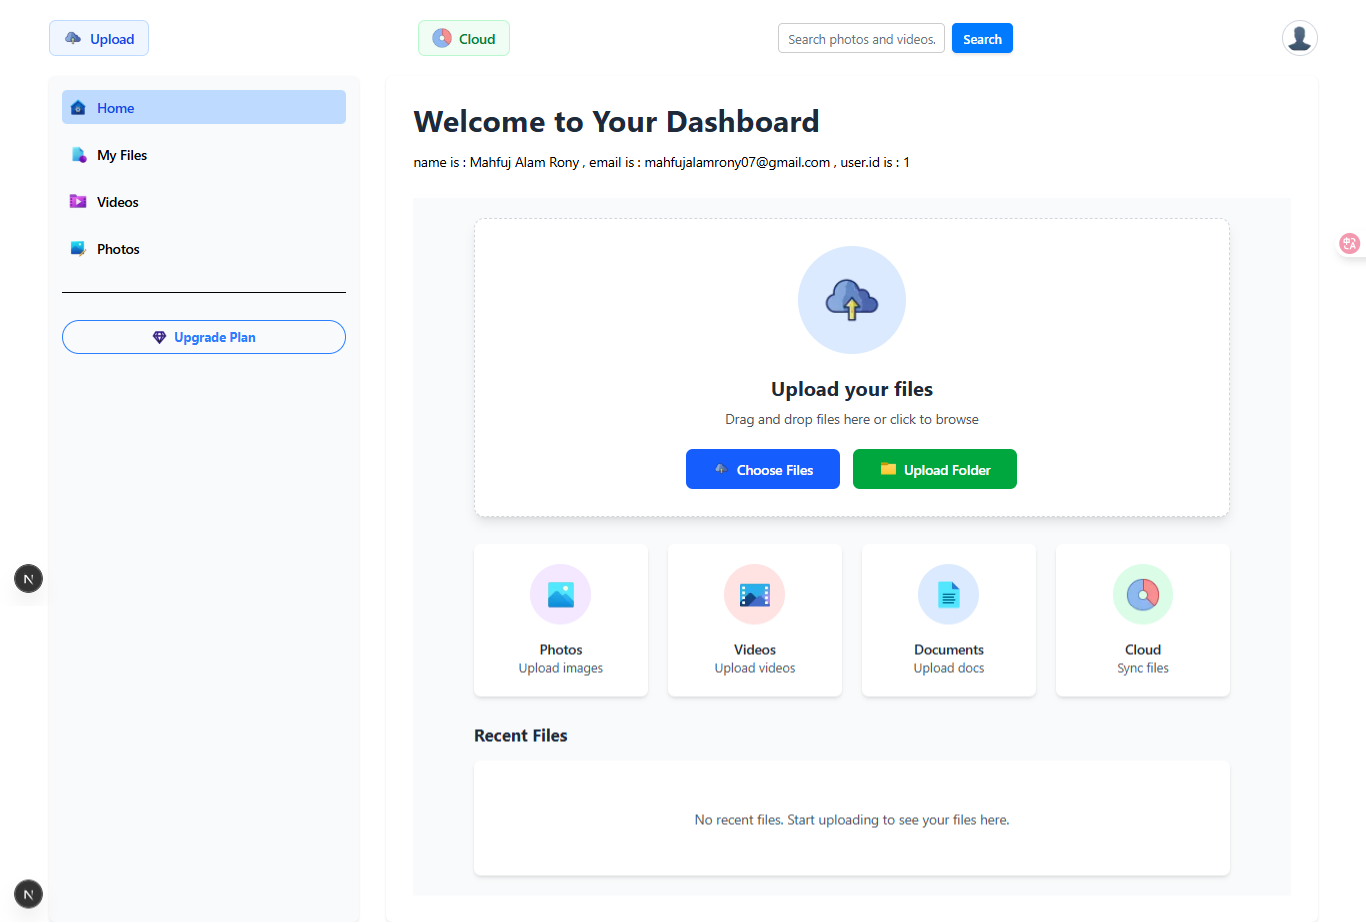 Upload
Cloud
Search photos and videos.
Search
Home
My Files
Videos
Photos
Upgrade Plan
Welcome to Your Dashboard
name is : Mahfuj Alam Rony , email is : mahfujalamrony07@gmail.com , user.id is : 1
Upload your files
Drag and drop files here or click to browse
Choose Files
Upload Folder
Photos
Upload images
Videos
Upload videos
Documents
Upload docs
Cloud
Sync files
Recent Files
No recent files. Start uploading to see your files here.
N
N